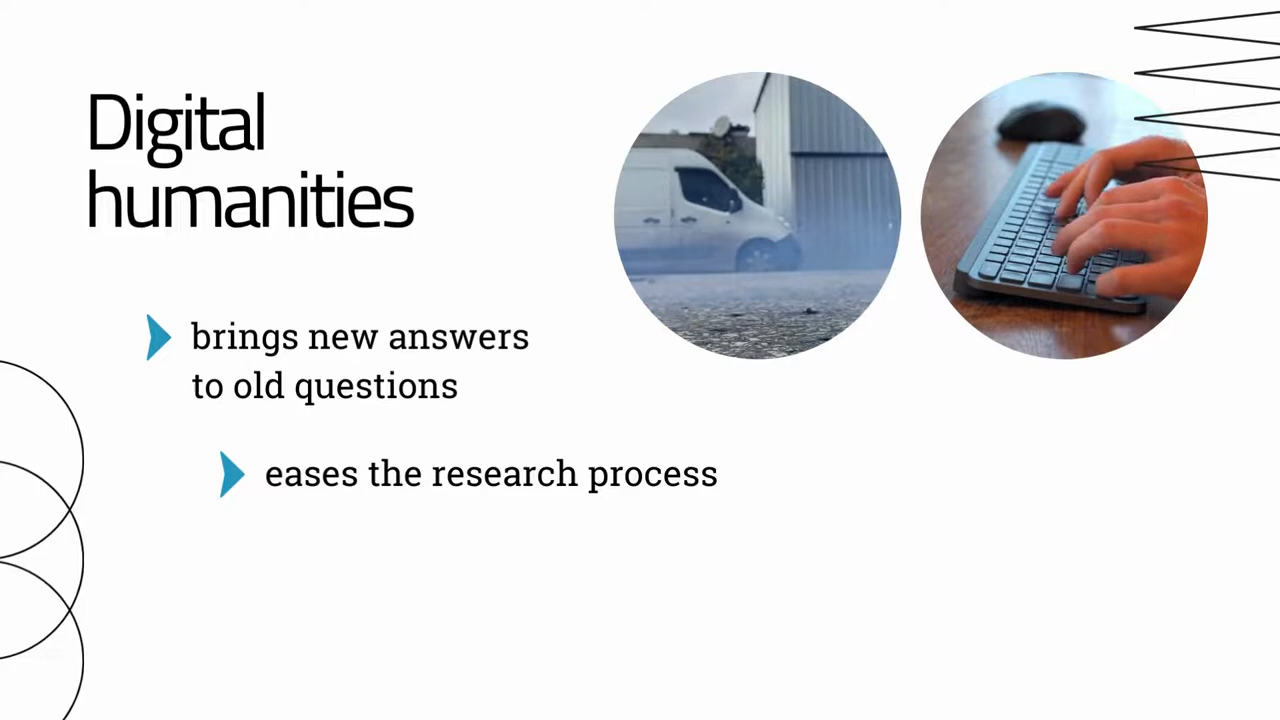 Digital
humanities
brings new answers
to old questions
eases the research process